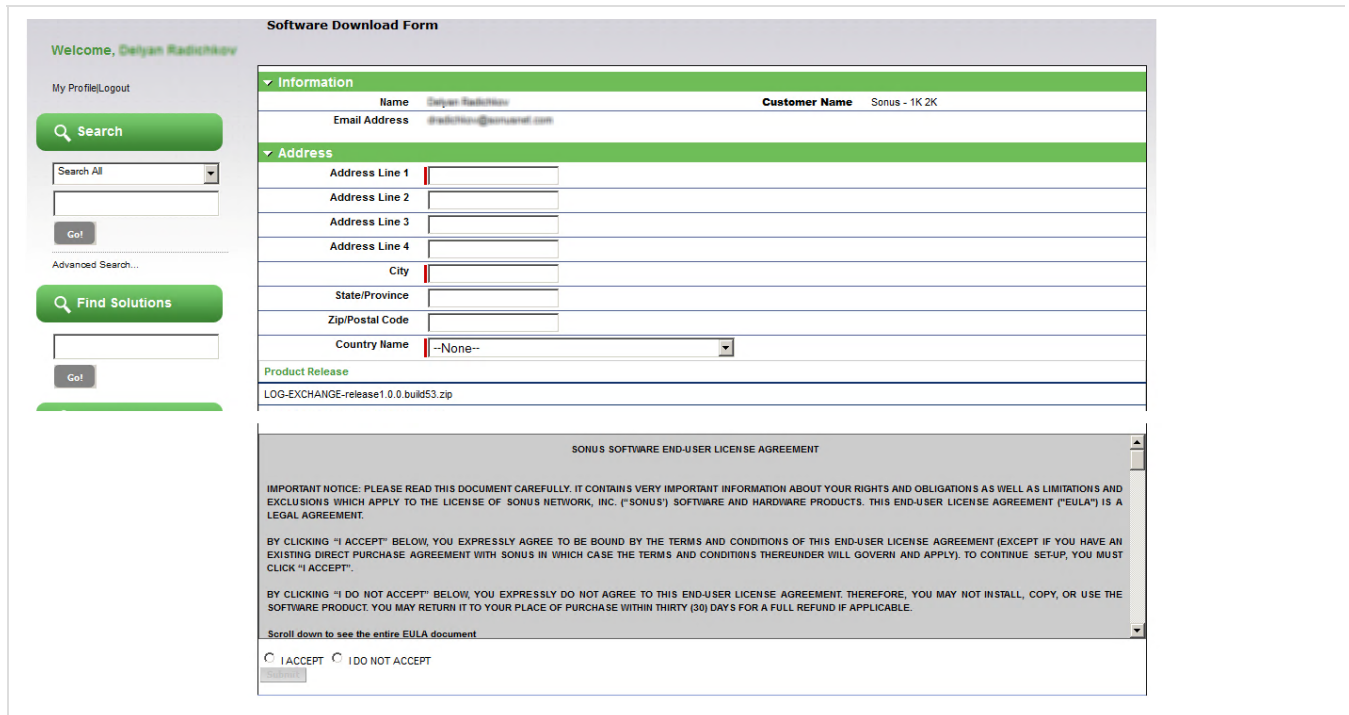 Software Download Form
Welcome,
My Profile|Logout
Search
Search All
Go!
Advanced Search...
Find Solutions
Go!
Information
Name
Customer Name Sonus - 1K 2K
Email Address
Address
Address Line 1
Address Line 2
Address Line 3
Address Line 4
City
State/Province
Zip/Postal Code
Country Name --None--
Product Release
LOG-EXCHANGE-release1.0.0.build53.zip
SONUS SOFTWARE END-USER LICENSE AGREEMENT
IMPORTANT NOTICE: PLEASE READ THIS DOCUMENT CAREFULLY. IT CONTAINS VERY IMPORTANT INFORMATION ABOUT YOUR RIGHTS AND OBLIGATIONS AS WELL AS LIMITATIONS AND
EXCLUSIONS WHICH APPLY TO THE LICENSE OF SONUS NETWORK, INC. ("SONUS') SOFTWARE AND HARDWARE PRODUCTS. THIS END-USER LICENSE AGREEMENT ("EULA") IS A
LEGAL AGREEMENT.
BY CLICKING "I ACCEPT" BELOW, YOU EXPRESSLY AGREE TO BE BOUND BY THE TERMS AND CONDITIONS OF THIS END-USER LICENSE AGREEMENT (EXCEPT IF YOU HAVE AN
EXISTING DIRECT PURCHASE AGREEMENT WITH SONUS IN WHICH CASE THE TERMS AND CONDITIONS THEREUNDER WILL GOVERN AND APPLY). TO CONTINUE SET-UP, YOU MUST
CLICK "I ACCEPT".
BY CLICKING "I DO NOT ACCEPT" BELOW, YOU EXPRESSLY DO NOT AGREE TO THIS END-USER LICENSE AGREEMENT. THEREFORE, YOU MAY NOT INSTALL, COPY, OR USE THE
SOFTWARE PRODUCT. YOU MAY RETURN IT TO YOUR PLACE OF PURCHASE WITHIN THIRTY (30) DAYS FOR A FULL REFUND IF APPLICABLE.
Scroll down to see the entire EULA document
I ACCEPT I DO NOT ACCEPT
Submit